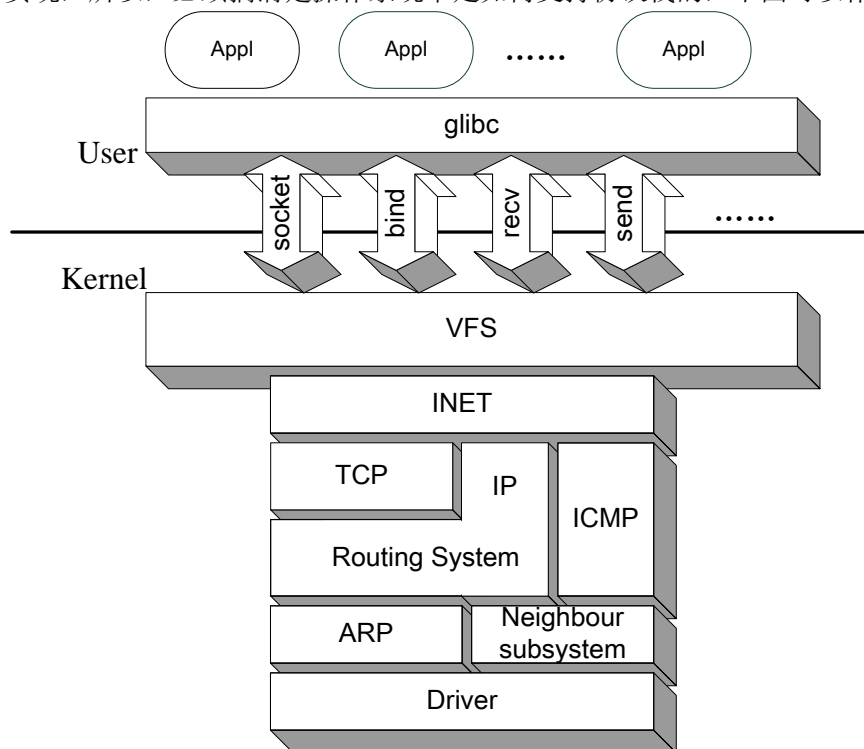 Appl
Appl
......
Appl
glibc
User
socket
bind
recv
send
......
Kernel
VFS
INET
TCP
IP
ICMP
Routing System
ARP
Neighbour
subsystem
Driver